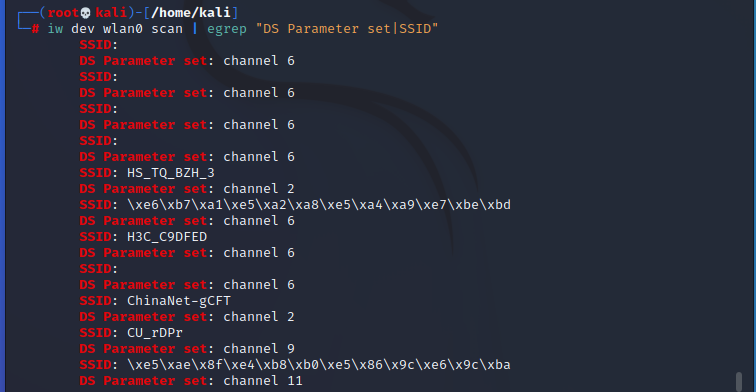 ┌──(root💀kali)-[/home/kali]
└─# iw dev wlan0 scan | egrep "DS Parameter set|SSID"
SSID:
DS Parameter set: channel 6
SSID:
DS Parameter set: channel 6
SSID:
DS Parameter set: channel 6
SSID:
DS Parameter set: channel 6
SSID: HS_TQ_BZH_3
DS Parameter set: channel 2
SSID: \xe6\xb7\xa1\xe5\xa2\xa8\xe5\xa4\xa9\xe7\xbe\xbd
DS Parameter set: channel 6
SSID: H3C_C9DFED
DS Parameter set: channel 6
SSID:
DS Parameter set: channel 6
SSID: ChinaNet-gCFT
DS Parameter set: channel 2
SSID: CU_rDPr
DS Parameter set: channel 9
SSID: \xe5\xae\x8f\xe4\xb8\xb0\xe5\x86\x9c\xe6\x9c\xba
DS Parameter set: channel 11